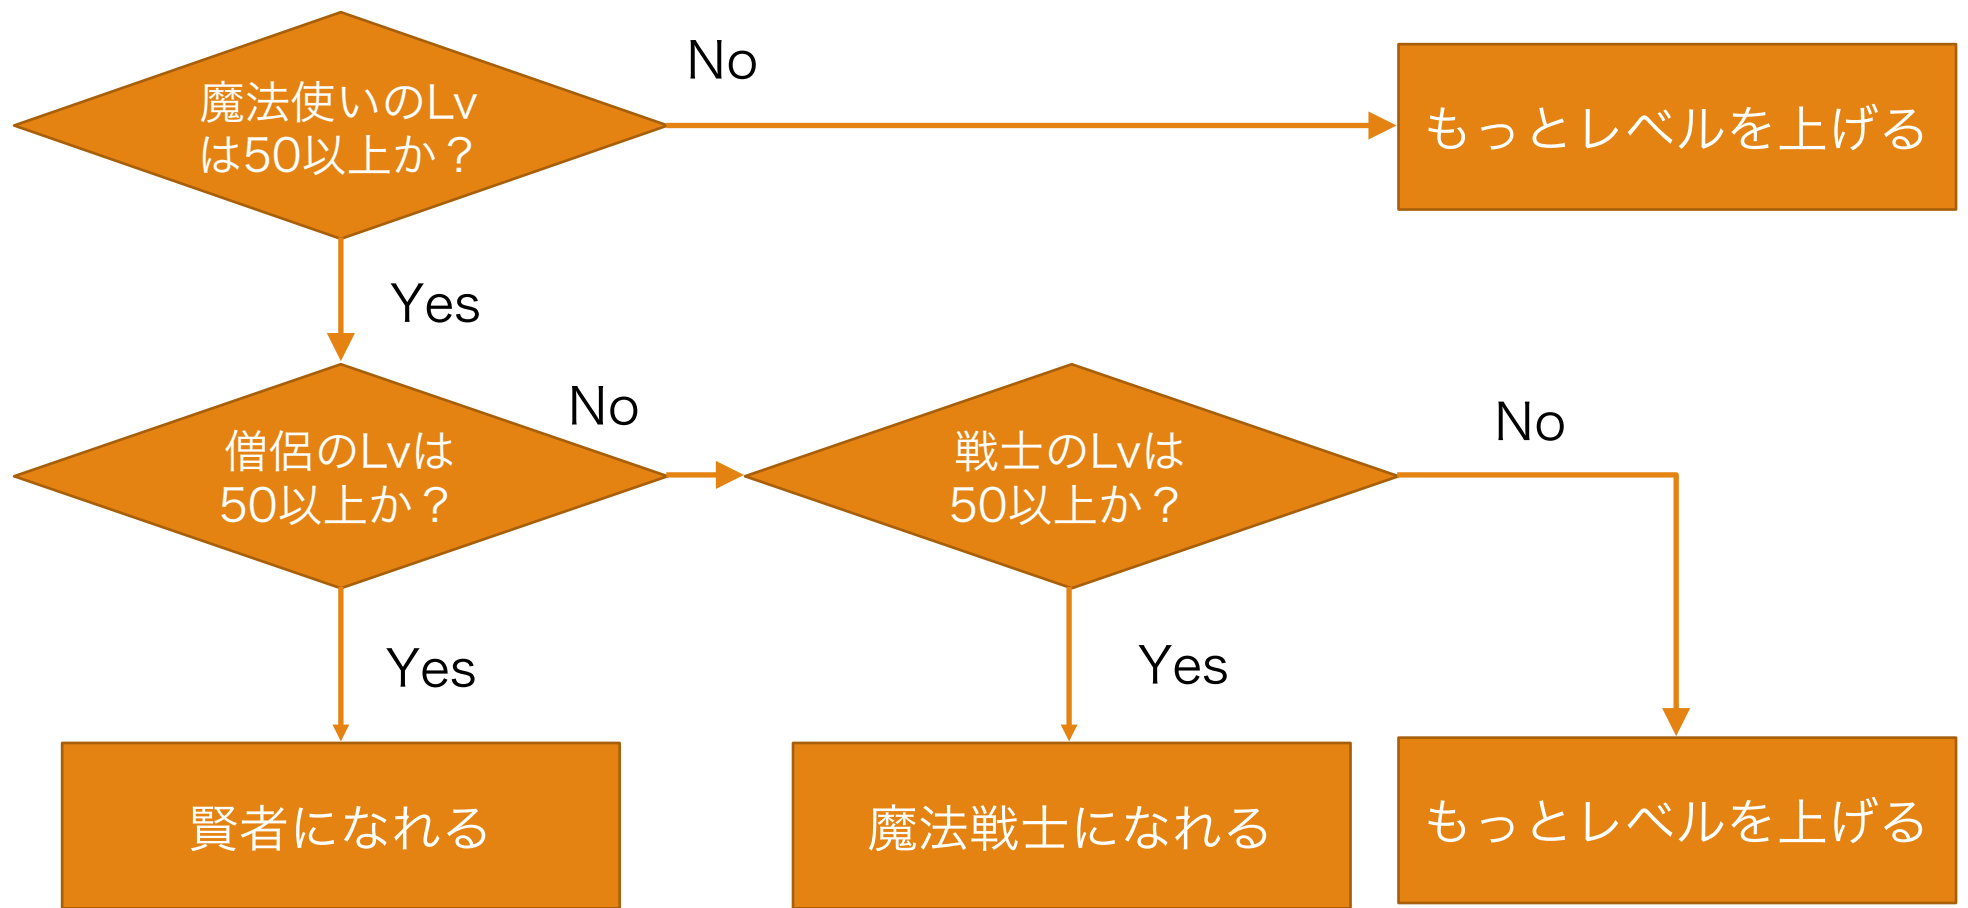 魔法使いのLv
は50以上か？
No
もっとレベルを上げる
Yes
僧侶のLvは
50以上か？
No
戦士のLvは
50以上か？
No
Yes
Yes
賢者になれる
魔法戦士になれる
もっとレベルを上げる